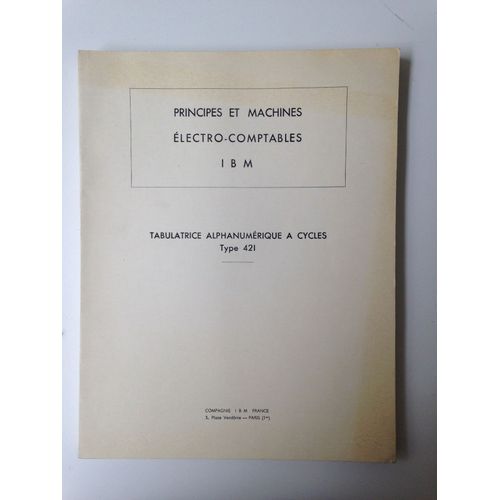 PRINCIPES ET MACHINES
ÉLECTRO-COMPTABLES
I B M
TABULATRICE ALPHANUMÉRIQUE A CYCLES
Type 421
COMPAGNIE I B M FRANCE
5, Place Vendôme — PARIS (1er)